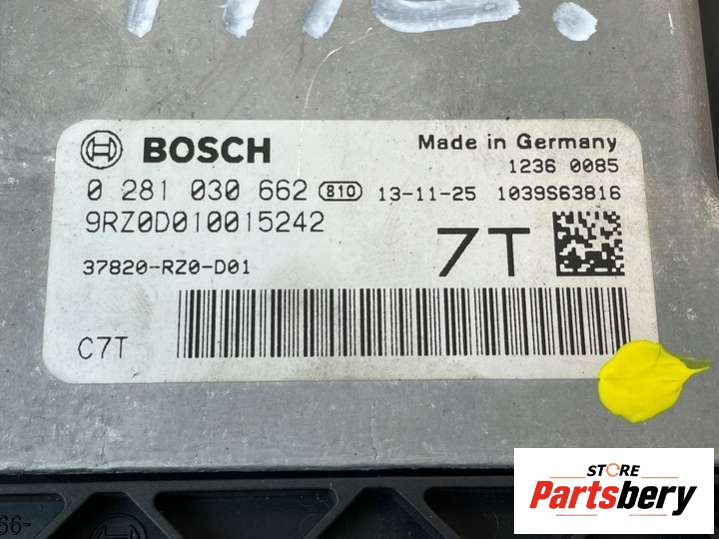 BOSCH
Made in Germany
1236 0085
0 281 030 662 810 13-11-25 1039S63816
9RZ0D010015242
7T
37820-RZ0-D01
C7T
66-
STORE
Partsbery